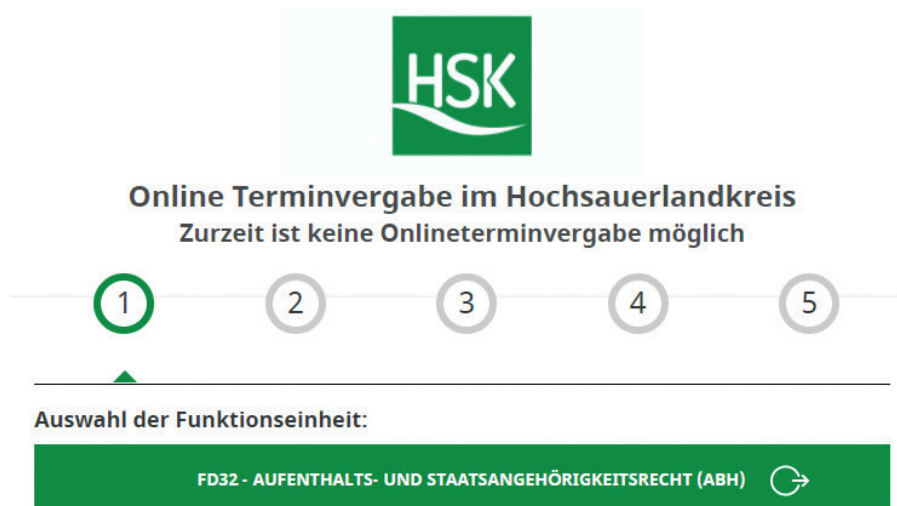 HSK
Online Terminvergabe im Hochsauerlandkreis
Zurzeit ist keine Onlineterminvergabe möglich
1 2 3 4 5
Auswahl der Funktionseinheit:
FD32 - AUFENTHALTS- UND STAATSANGEHÖRIGKEITSRECHT (ABH)